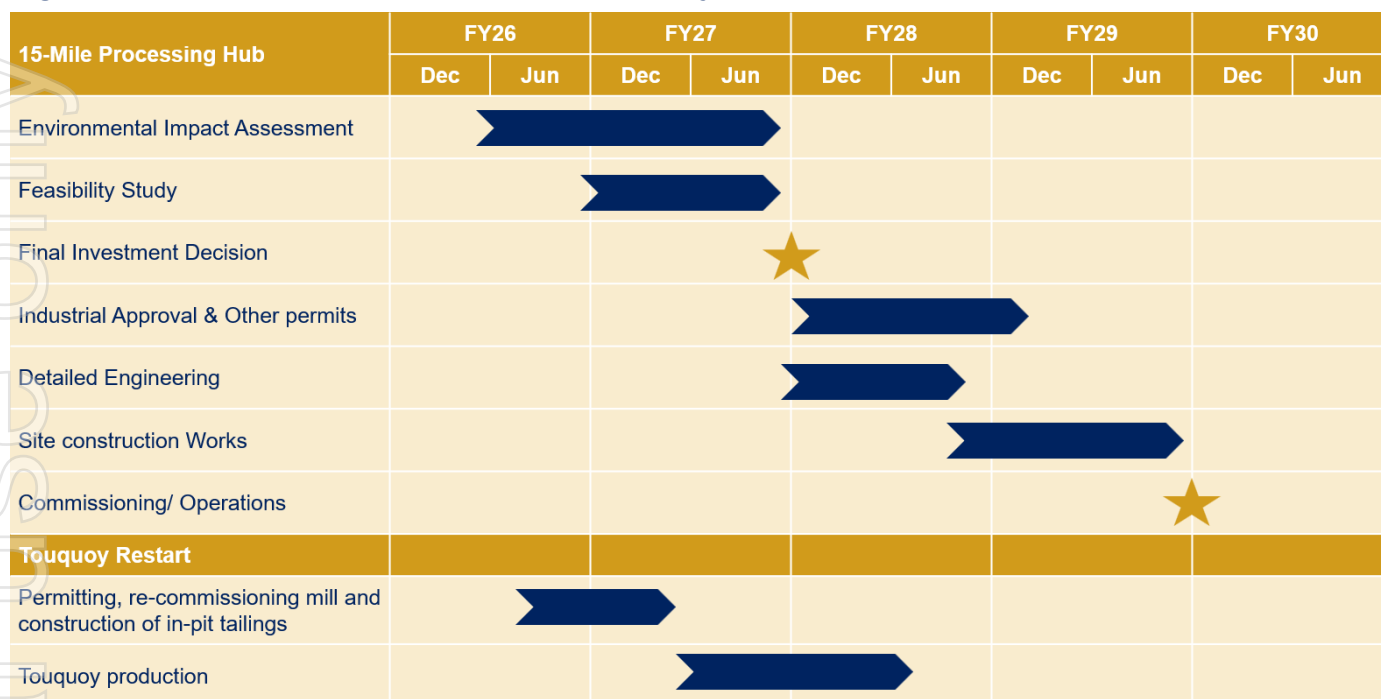 15-Mile Processing Hub
FY26 FY27 FY28 FY29 FY30
Dec Jun Dec Jun Dec Jun Dec Jun Dec Jun
Environmental Impact Assessment
Feasibility Study
Final Investment Decision
Industrial Approval & Other permits
Detailed Engineering
Site construction Works
Commissioning/ Operations
Touquoy Restart
Permitting, re-commissioning mill and
construction of in-pit tailings
Touquoy production